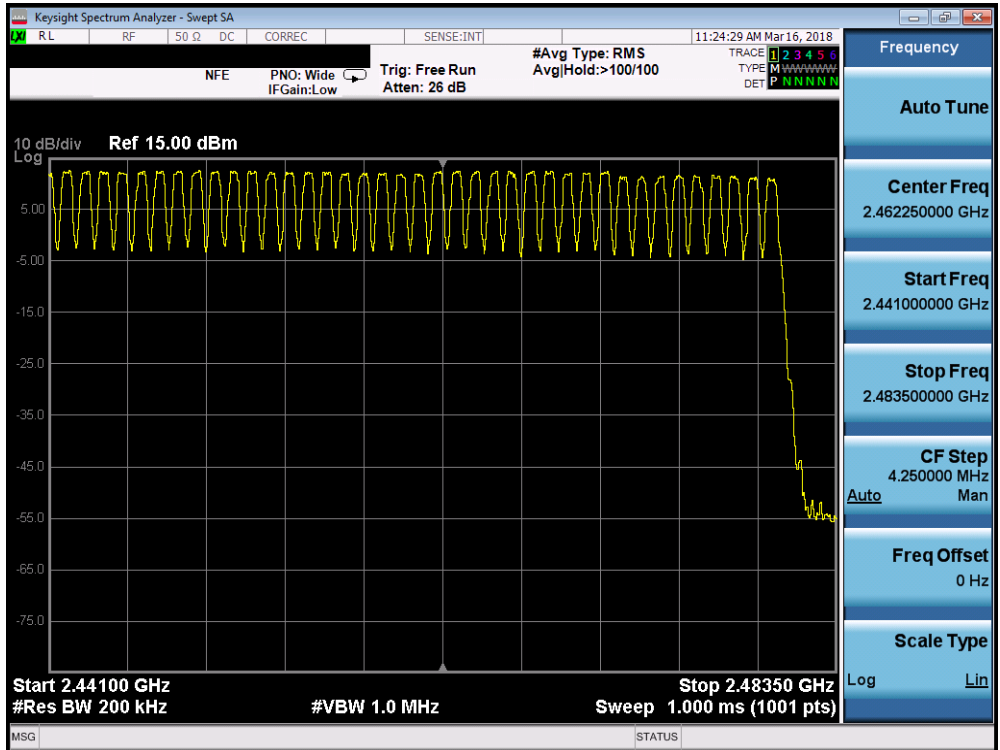 Keysight Spectrum Analyzer - Swept SA
LXI RL RF 50 Ω DC CORREC SENSE:INT 11:24:29 AM Mar 16, 2018
NFE PNO: Wide IFGain:Low Trig: Free Run Atten: 26 dB #Avg Type: RMS Avg|Hold:>100/100
TRACE 1 2 3 4 5 6
TYPE M WWWWW
DET P N N N N N
10 dB/div Ref 15.00 dBm
Log
5.00
-5.00
-15.0
-25.0
-35.0
-45.0
-55.0
-65.0
-75.0
Start 2.44100 GHz Stop 2.48350 GHz
#Res BW 200 kHz #VBW 1.0 MHz Sweep 1.000 ms (1001 pts)
MSG STATUS
Frequency
Auto Tune
Center Freq
2.462250000 GHz
Start Freq
2.441000000 GHz
Stop Freq
2.483500000 GHz
CF Step
4.250000 MHz
Auto Man
Freq Offset
0 Hz
Scale Type
Log Lin